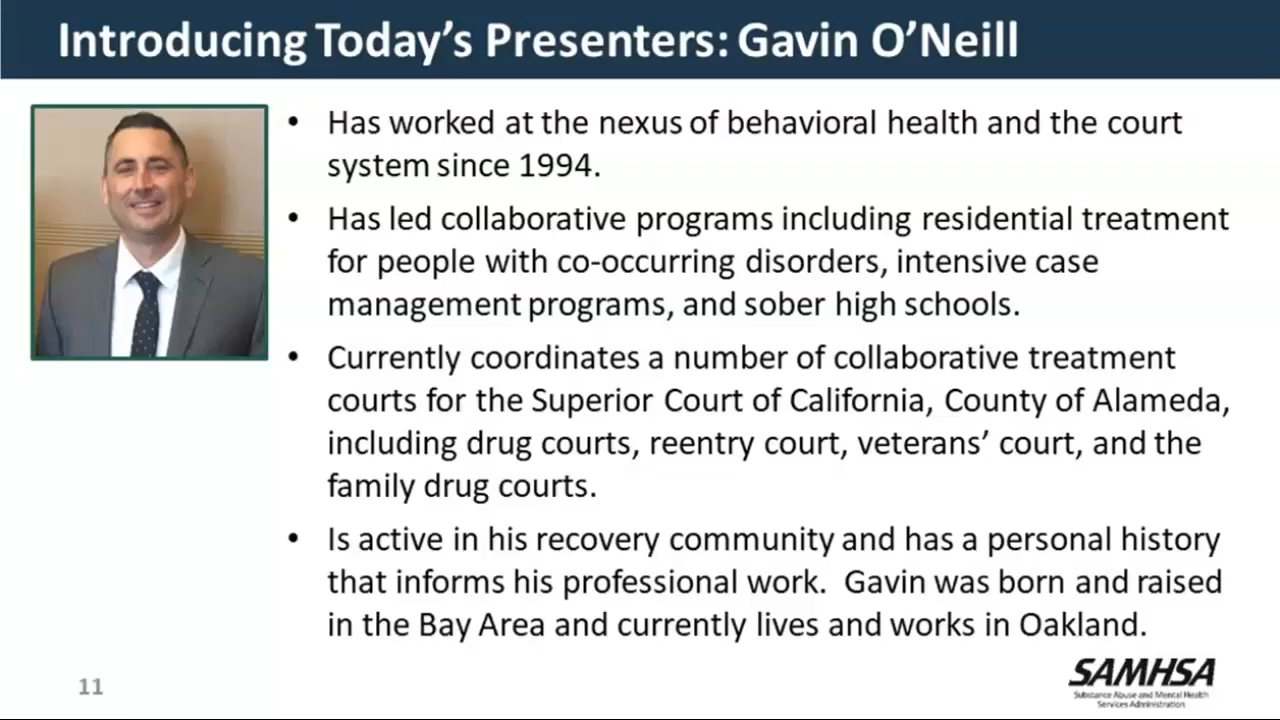 Introducing Today's Presenters: Gavin O'Neill
• Has worked at the nexus of behavioral health and the court
system since 1994.
• Has led collaborative programs including residential treatment
for people with co-occurring disorders, intensive case
management programs, and sober high schools.
• Currently coordinates a number of collaborative treatment
courts for the Superior Court of California, County of Alameda,
including drug courts, reentry court, veterans' court, and the
family drug courts.
• Is active in his recovery community and has a personal history
that informs his professional work.  Gavin was born and raised
in the Bay Area and currently lives and works in Oakland.
11
SAMHSA
Substance Abuse and Mental Health
Services Administration